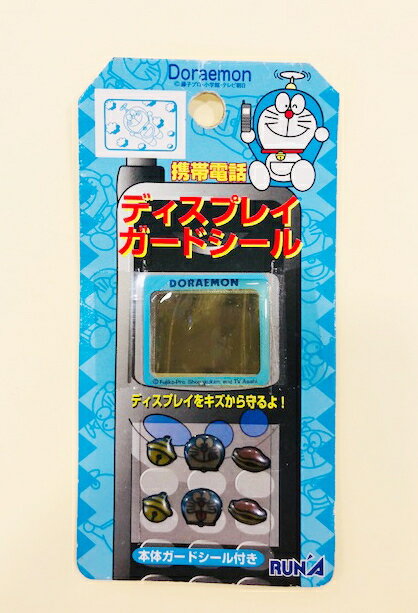 Doraemon
© 藤子プロ・小学館・テレビ朝日
携帯電話
ディスプレイ
ガードシール
DORAEMON
© Fujiko-Pro, Shogakukan, and TV Asahi
ディスプレイをキズから守るよ！
本体ガードシール付き
RUN'A